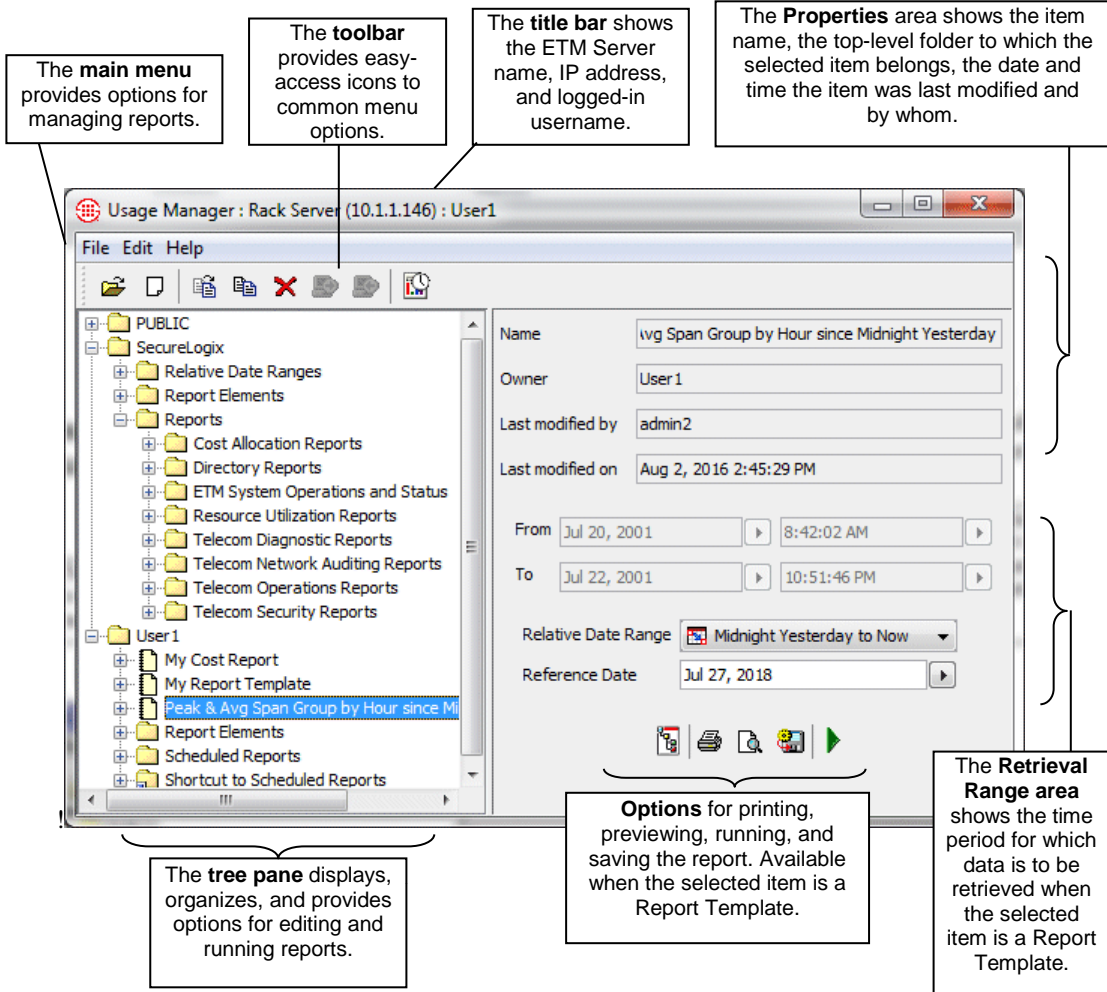 The main menu
provides options for
managing reports.
The toolbar
provides easy-
access icons to
common menu
options.
The title bar shows
the ETM Server
name, IP address,
and logged-in
username.
The Properties area shows the item
name, the top-level folder to which the
selected item belongs, the date and
time the item was last modified and
by whom.
Usage Manager : Rack Server (10.1.1.146) : User1
File Edit Help
PUBLIC
SecureLogix
Relative Date Ranges
Report Elements
Reports
Cost Allocation Reports
Directory Reports
ETM System Operations and Status
Resource Utilization Reports
Telecom Diagnostic Reports
Telecom Network Auditing Reports
Telecom Operations Reports
Telecom Security Reports
User1
My Cost Report
My Report Template
Peak & Avg Span Group by Hour since Mi
Report Elements
Scheduled Reports
Shortcut to Scheduled Reports
Name Avg Span Group by Hour since Midnight Yesterday
Owner User1
Last modified by admin2
Last modified on Aug 2, 2016 2:45:29 PM
From Jul 20, 2001 8:42:02 AM
To Jul 22, 2001 10:51:46 PM
Relative Date Range Midnight Yesterday to Now
Reference Date Jul 27, 2018
!
The tree pane displays,
organizes, and provides
options for editing and
running reports.
Options for printing,
previewing, running, and
saving the report. Available
when the selected item is a
Report Template.
The Retrieval
Range area
shows the time
period for which
data is to be
retrieved when
the selected
item is a Report
Template.